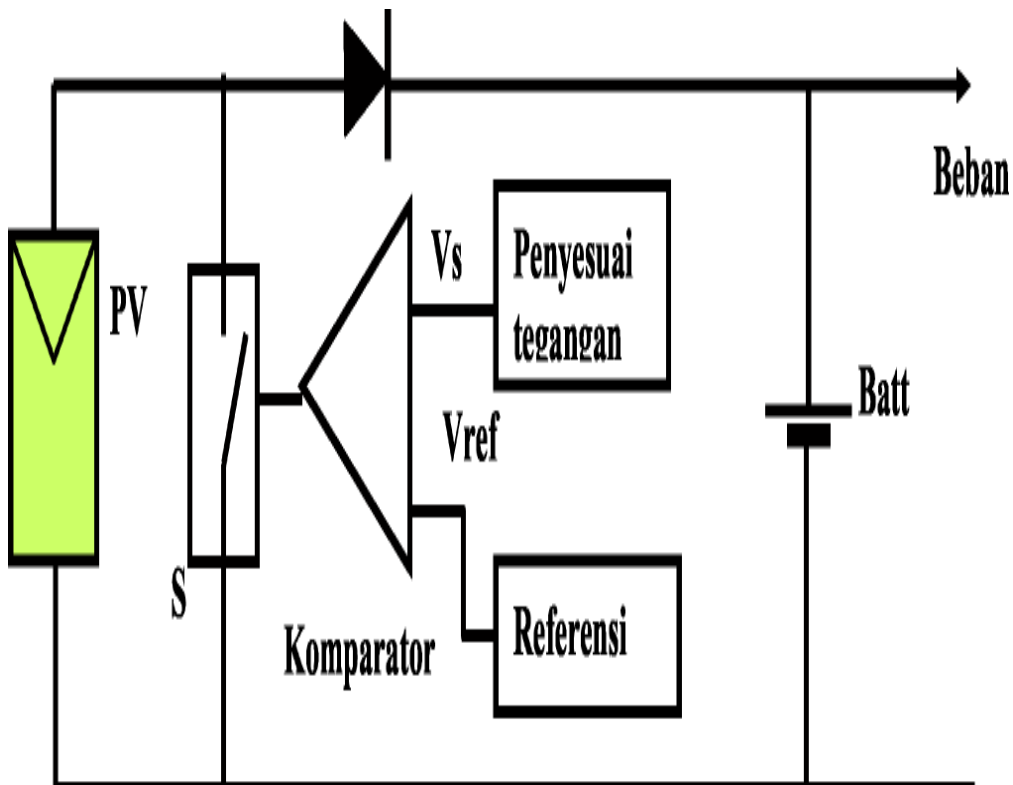 Beban
PV
Vs
Penyesuai
tegangan
Batt
Vref
S
Komparator
Referensi